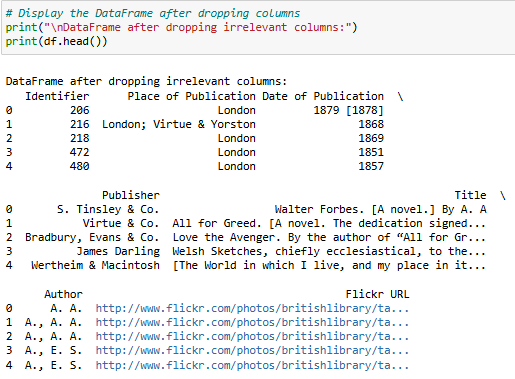 # Display the DataFrame after dropping columns
print("\nDataFrame after dropping irrelevant columns:")
print(df.head())
DataFrame after dropping irrelevant columns:
   Identifier      Place of Publication Date of Publication  \
0         206                    London         1879 [1878]
1         216  London; Virtue & Yorston                1868
2         218                    London                1869
3         472                    London                1851
4         480                    London                1857
               Publisher                                              Title  \
0       S. Tinsley & Co.                  Walter Forbes. [A novel.] By A. A
1           Virtue & Co.  All for Greed. [A novel. The dedication signed...
2  Bradbury, Evans & Co.  Love the Avenger. By the author of “All for Gr...
3          James Darling  Welsh Sketches, chiefly ecclesiastical, to the...
4   Wertheim & Macintosh  [The World in which I live, and my place in it...
      Author                                         Flickr URL
0      A. A.  http://www.flickr.com/photos/britishlibrary/ta...
1  A., A. A.  http://www.flickr.com/photos/britishlibrary/ta...
2  A., A. A.  http://www.flickr.com/photos/britishlibrary/ta...
3  A., E. S.  http://www.flickr.com/photos/britishlibrary/ta...
4  A., E. S.  http://www.flickr.com/photos/britishlibrary/ta...